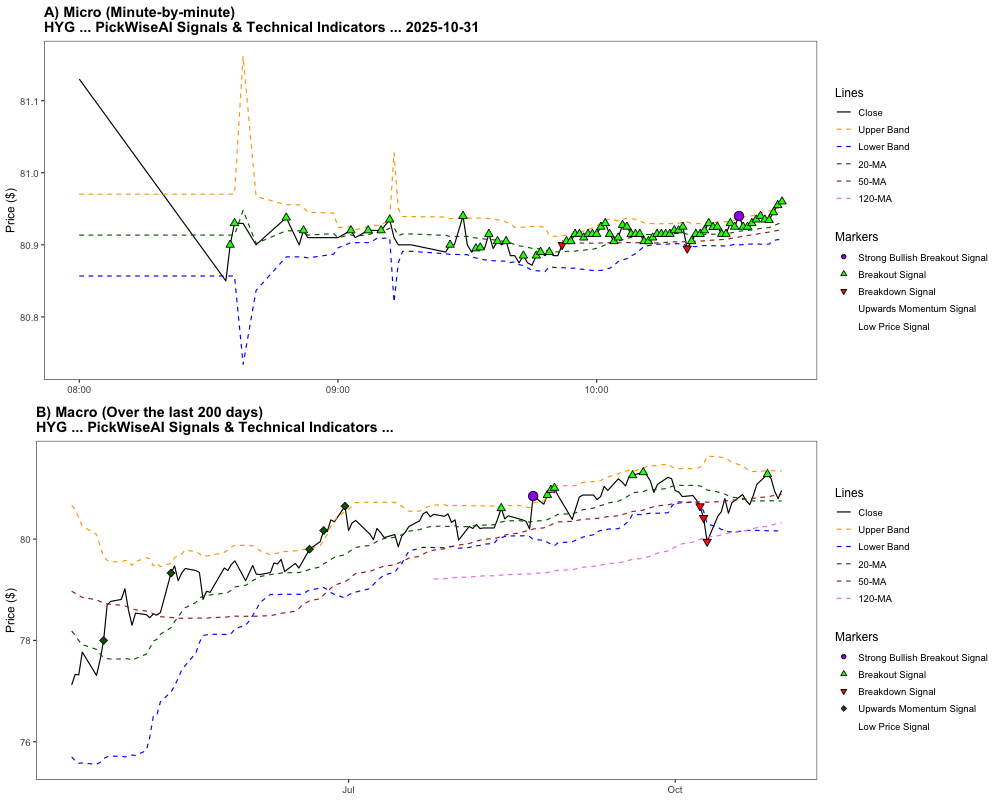 A) Micro (Minute-by-minute)
HYG ... PickWiseAI Signals & Technical Indicators ... 2025-10-31
Price ($)
81.1
81.0
80.9
80.8
08:00
09:00
10:00
Lines
Close
Upper Band
Lower Band
20-MA
50-MA
120-MA
Markers
Strong Bullish Breakout Signal
Breakout Signal
Breakdown Signal
Upwards Momentum Signal
Low Price Signal
B) Macro (Over the last 200 days)
HYG ... PickWiseAI Signals & Technical Indicators ...
Price ($)
80
78
76
Jul
Oct
Lines
Close
Upper Band
Lower Band
20-MA
50-MA
120-MA
Markers
Strong Bullish Breakout Signal
Breakout Signal
Breakdown Signal
Upwards Momentum Signal
Low Price Signal